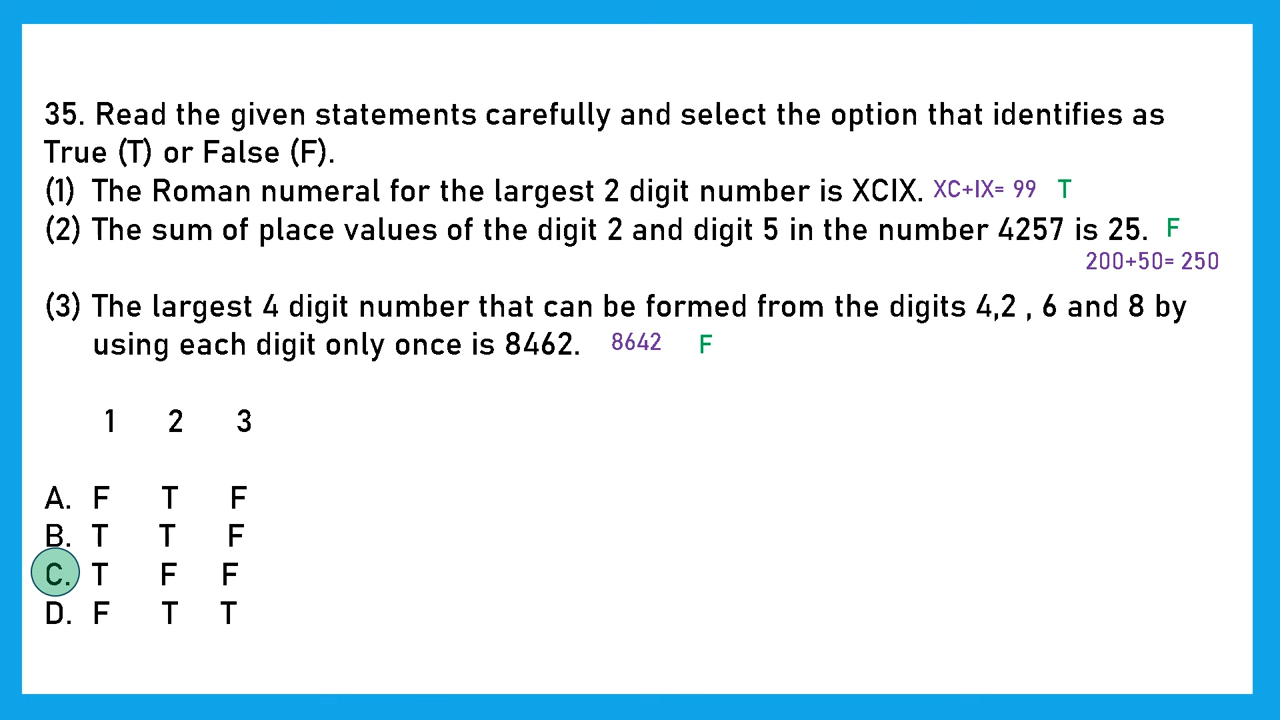 35. Read the given statements carefully and select the option that identifies as
True (T) or False (F).
(1) The Roman numeral for the largest 2 digit number is XCIX. XC+IX= 99 T
(2) The sum of place values of the digit 2 and digit 5 in the number 4257 is 25. F
200+50= 250
(3) The largest 4 digit number that can be formed from the digits 4,2 , 6 and 8 by
using each digit only once is 8462. 8642 F
1 2 3
A. F T F
B. T T F
C. T F F
D. F T T